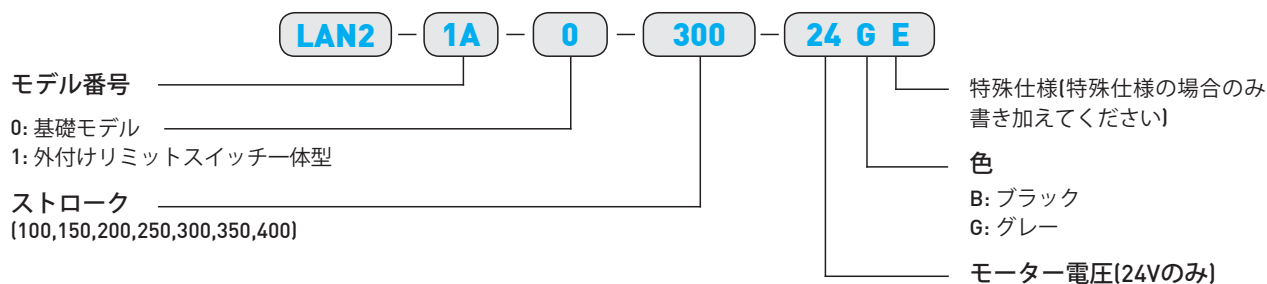 LAN2 – 1A – 0 – 300 – 24 G E
モデル番号
0: 基礎モデル
1: 外付けリミットスイッチ一体型
ストローク
(100,150,200,250,300,350,400)
特殊仕様(特殊仕様の場合のみ
書き加えてください)
色
B: ブラック
G: グレー
モーター電圧(24Vのみ)